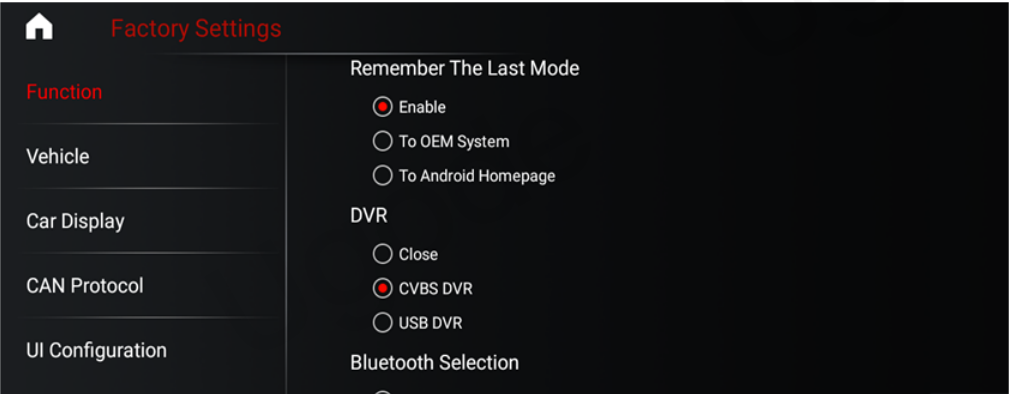 Factory Settings
Function
Vehicle
Car Display
CAN Protocol
UI Configuration
Remember The Last Mode
Enable
To OEM System
To Android Homepage
DVR
Close
CVBS DVR
USB DVR
Bluetooth Selection